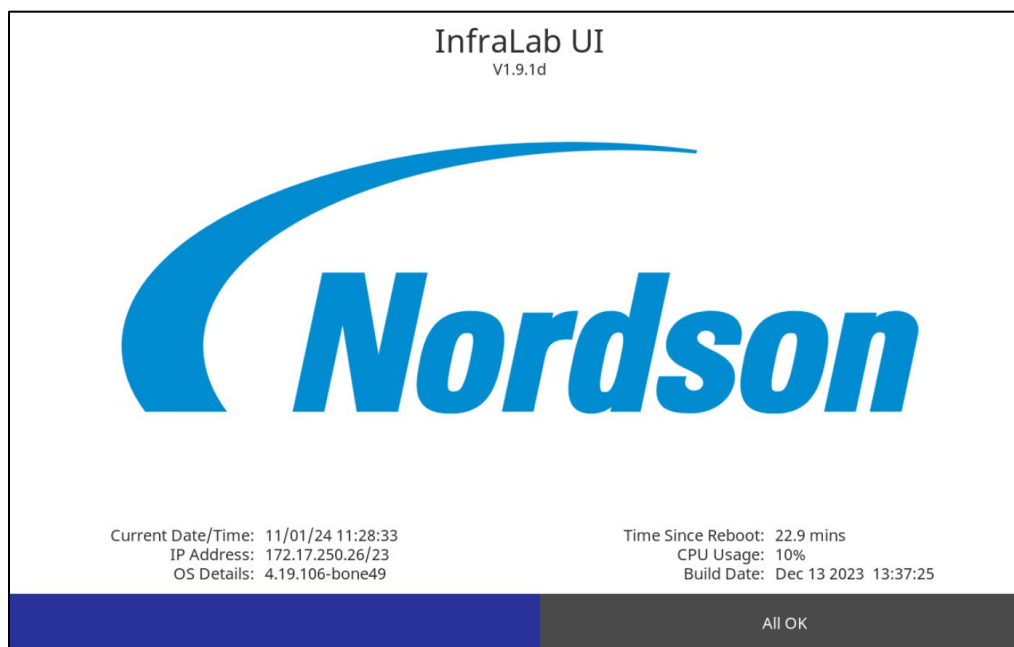 InfraLab UI
V1.9.1d
Nordson
Current Date/Time: 11/01/24 11:28:33
IP Address: 172.17.250.26/23
OS Details: 4.19.106-bone49
Time Since Reboot: 22.9 mins
CPU Usage: 10%
Build Date: Dec 13 2023 13:37:25
All OK